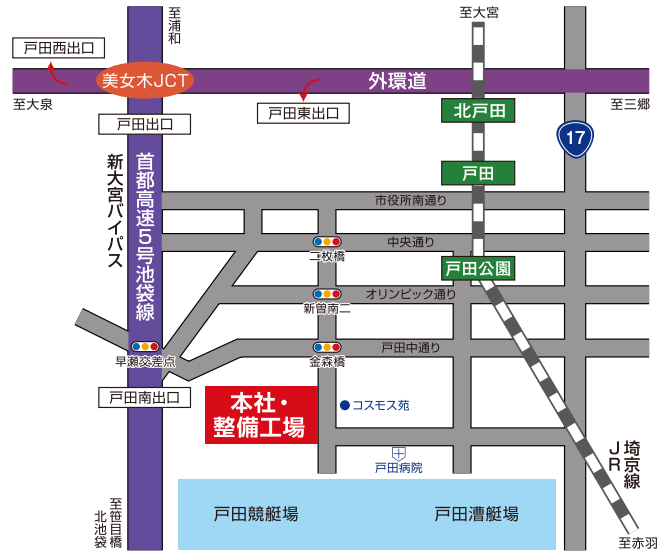 至浦和
至大宮
戸田西出口
美女木JCT
外環道
至大泉
戸田東出口
至三郷
戸田出口
北戸田
17
新大宮バイパス
首都高速5号池袋線
戸田
市役所南通り
中央通り
二枚橋
戸田公園
オリンピック通り
新曽南二
戸田中通り
早瀬交差点
金森橋
戸田南出口
本社・
整備工場
コスモス苑
戸田病院
JR
埼京線
至笹目橋
北池袋
戸田競艇場
戸田漕艇場
至赤羽